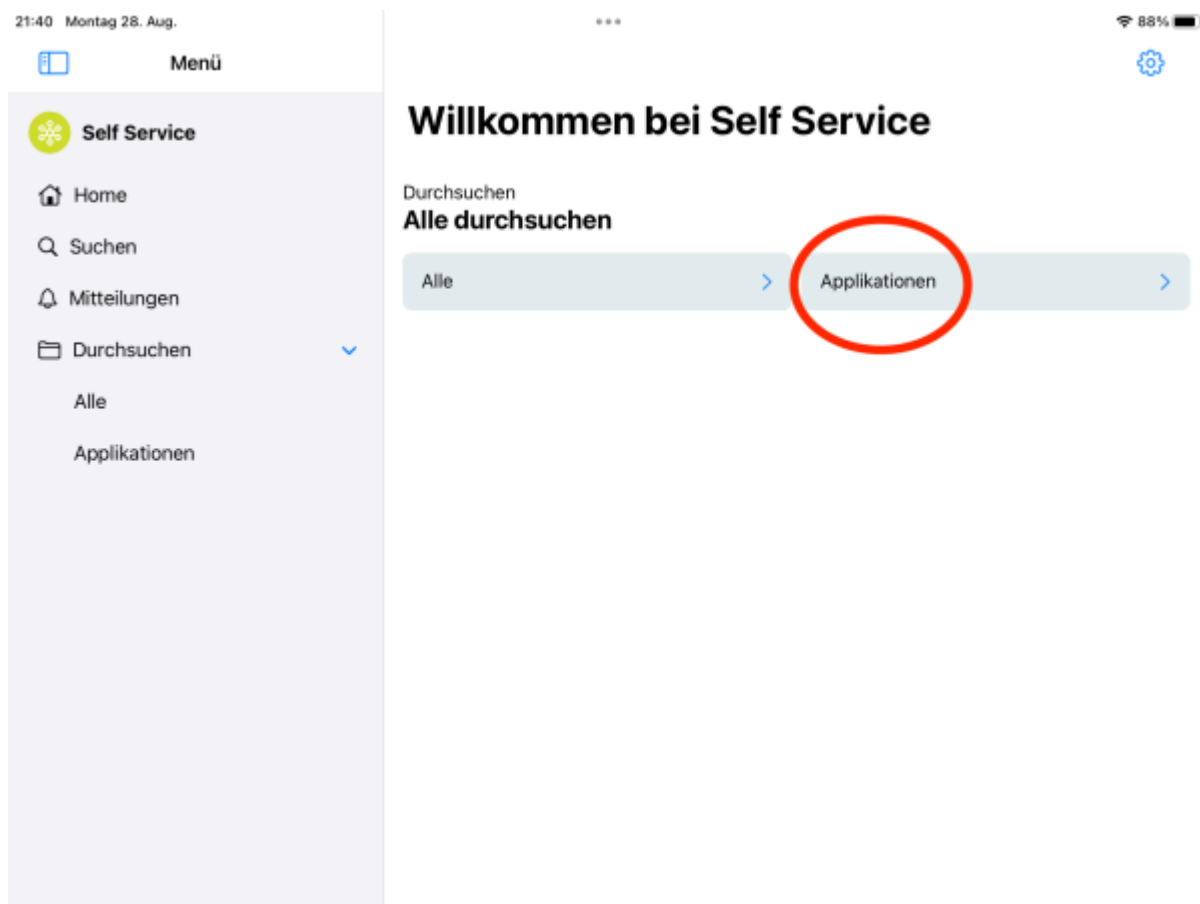 21:40 Montag 28. Aug.
88%
Menü
Self Service
Home
Suchen
Mitteilungen
Durchsuchen
Alle
Applikationen
Willkommen bei Self Service
Durchsuchen
Alle durchsuchen
Alle
Applikationen